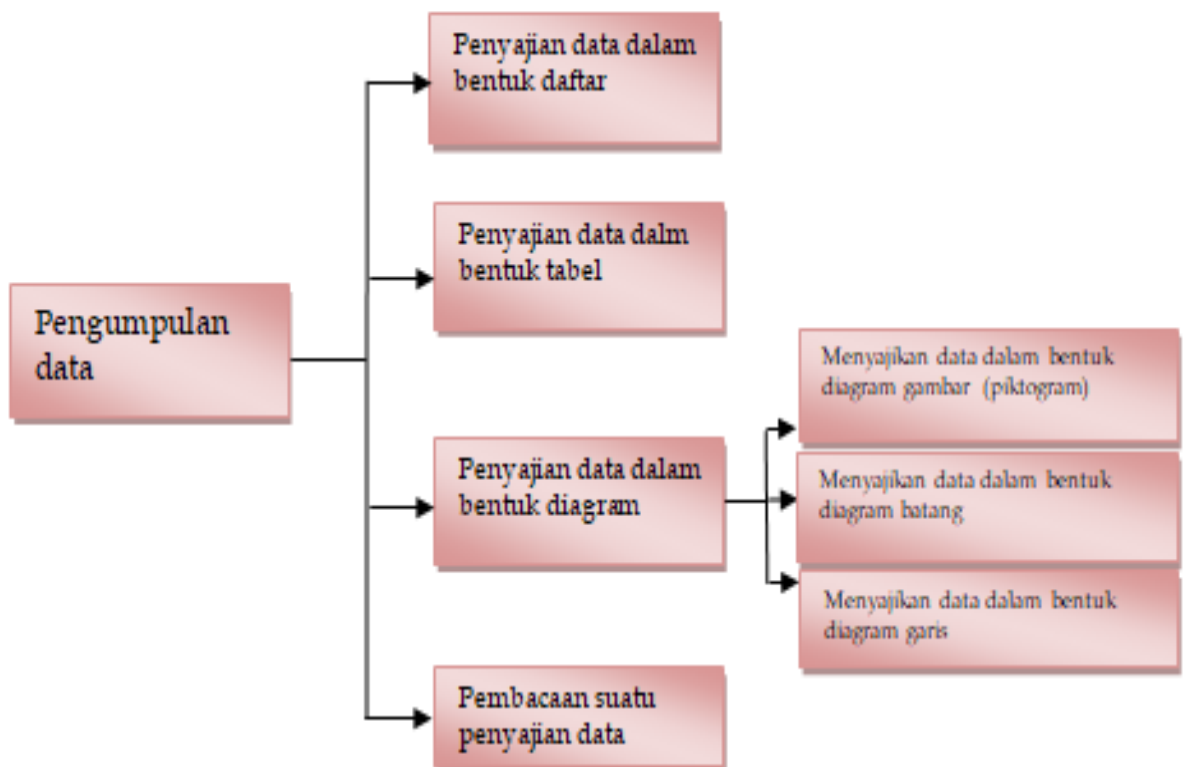 Pengumpulan
data
Penyajian data dalam
bentuk daftar
Penyajian data dalm
bentuk tabel
Penyajian data dalam
bentuk diagram
Menyajikan data dalam bentuk
diagram gambar (piktogram)
Menyajikan data dalam bentuk
diagram batang
Menyajikan data dalam bentuk
diagram garis
Pembacaan suatu
penyajian data